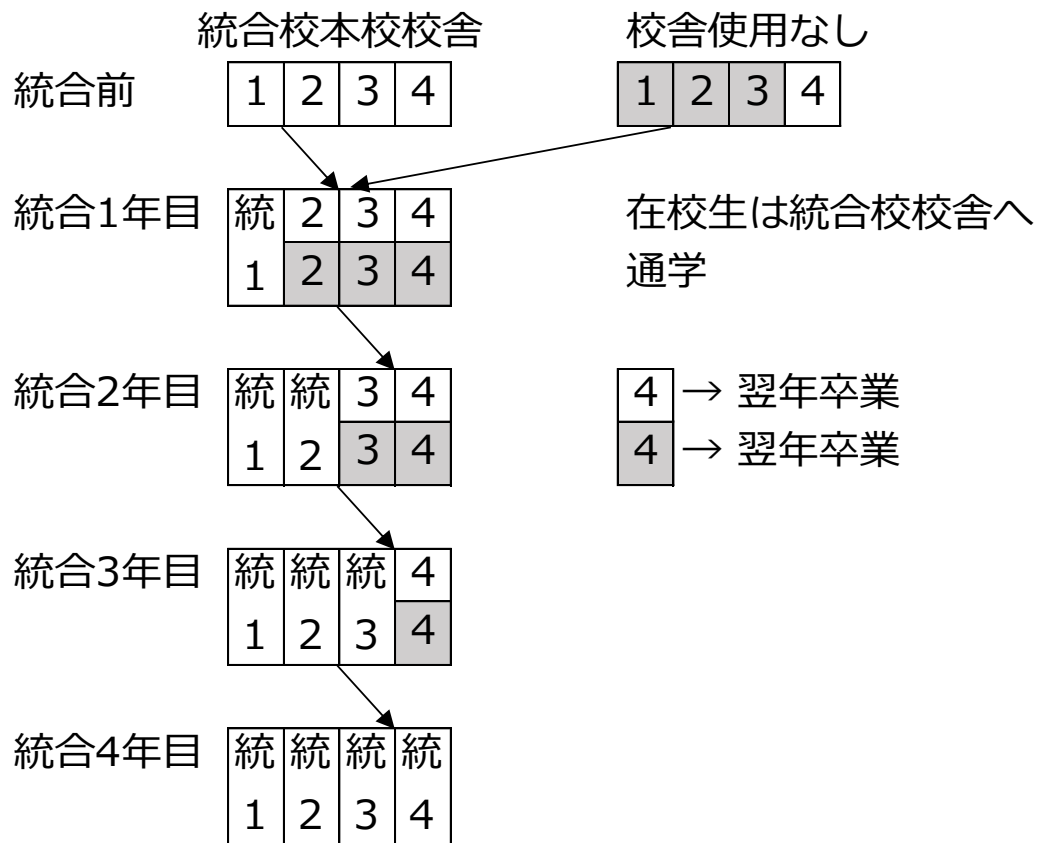 統合校本校校舎 校舎使用なし
統合前 1 2 3 4 1 2 3 4
統合1年目 統 2 3 4 在校生は統合校校舎へ
1 2 3 4 通学
統合2年目 統 統 3 4 4 → 翌年卒業
1 2 3 4 4 → 翌年卒業
統合3年目 統 統 統 4
1 2 3 4
統合4年目 統 統 統 統
1 2 3 4